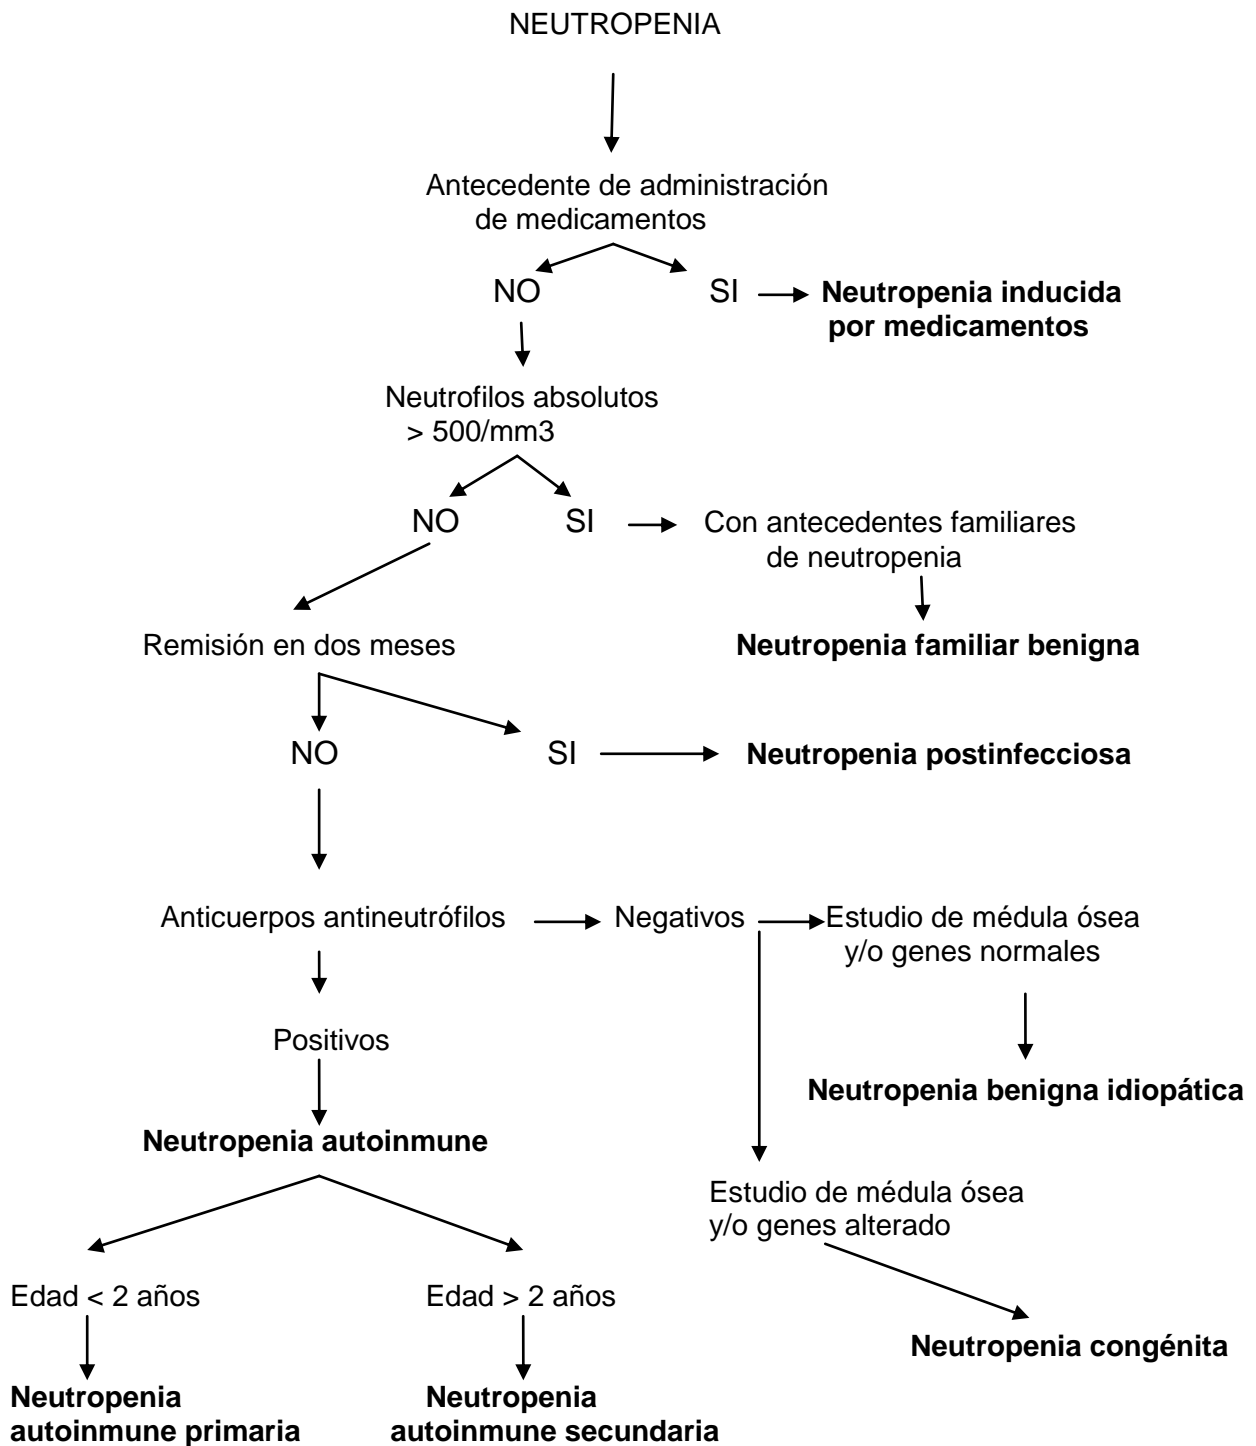 NEUTROPENIA
Antecedente de administración
de medicamentos
NO
SI
Neutropenia inducida
por medicamentos
Neutrofilos absolutos
> 500/mm3
NO
SI
Con antecedentes familiares
de neutropenia
Remisión en dos meses
Neutropenia familiar benigna
NO
SI
Neutropenia postinfecciosa
Anticuerpos antineutrófilos
Negativos
Estudio de médula ósea
y/o genes normales
Positivos
Neutropenia benigna idiopática
Neutropenia autoinmune
Estudio de médula ósea
y/o genes alterado
Edad < 2 años
Edad > 2 años
Neutropenia congénita
Neutropenia
autoinmune primaria
Neutropenia
autoinmune secundaria